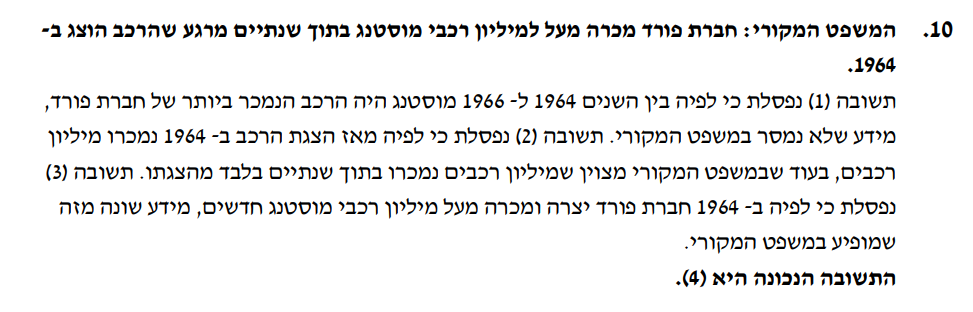 10. המשפט המקורי: חברת פורד מכרה מעל למיליון רכבי מוסטנג בתוך שנתיים מרגע שהרכב הוצג ב-
1964.
תשובה (1) נפסלת כי לפיה בין השנים 1964 ל- 1966 מוסטנג היה הרכב הנמכר ביותר של חברת פורד,
מידע שלא נמסר במשפט המקורי. תשובה (2) נפסלת כי לפיה מאז הצגת הרכב ב- 1964 נמכרו מיליון
רכבים, בעוד שבמשפט המקורי מצוין שמיליון רכבים נמכרו בתוך שנתיים בלבד מהצגתו. תשובה (3)
נפסלת כי לפיה ב- 1964 חברת פורד יצרה ומכרה מעל מיליון רכבי מוסטנג חדשים, מידע שונה מזה
שמופיע במשפט המקורי.
התשובה הנכונה היא (4).